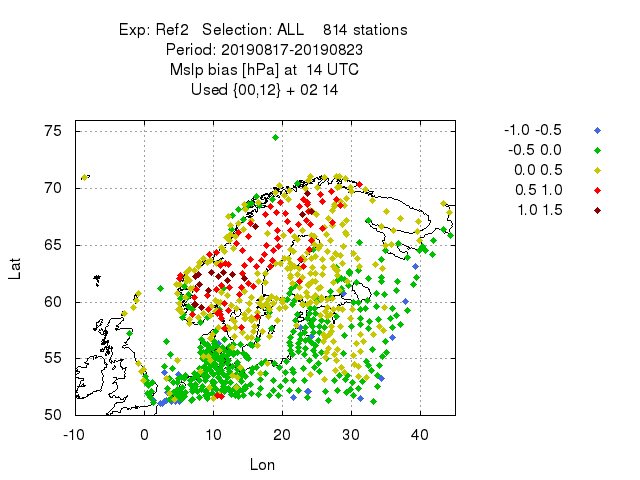 Exp: Ref2 Selection: ALL 814 stations
Period: 20190817-20190823
Mslp bias [hPa] at 14 UTC
Used {00,12} + 02 14
-1.0 -0.5
-0.5 0.0
0.0 0.5
0.5 1.0
1.0 1.5
75
70
65
60
55
50
Lat
-10 0 10 20 30 40
Lon